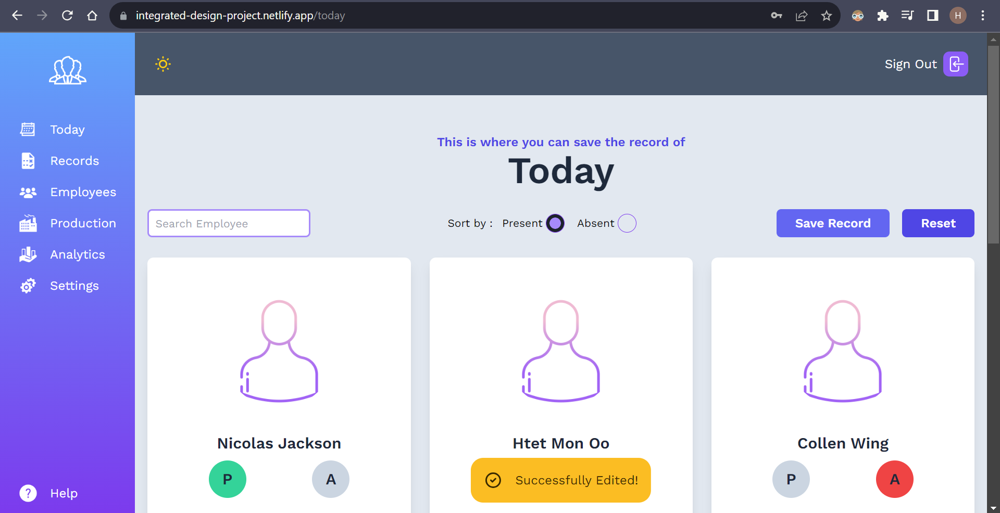 integrated-design-project.netlify.app/today
H
Sign Out
Today
Records
Employees
Production
Analytics
Settings
? Help
This is where you can save the record of
Today
Search Employee
Sort by : Present Absent
Save Record
Reset
Nicolas Jackson
P A
Htet Mon Oo
Successfully Edited!
Collen Wing
P A